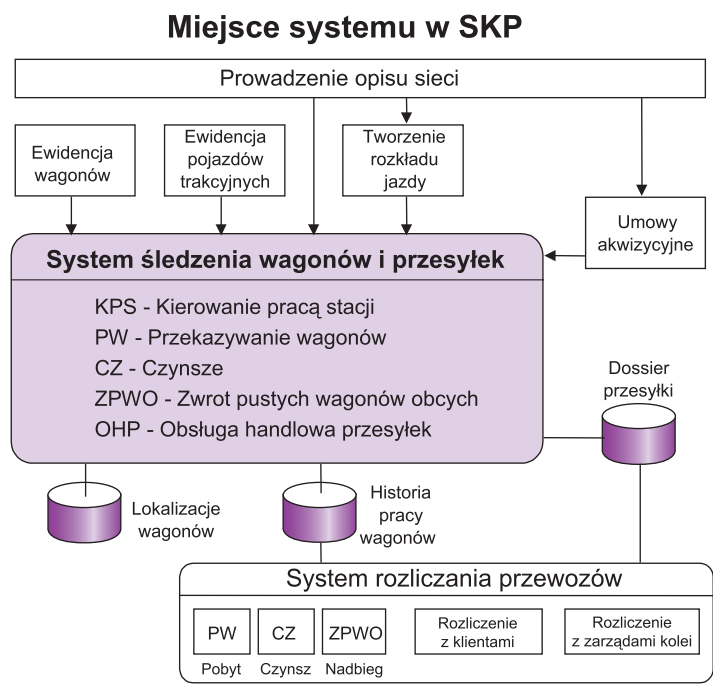 Miejsce systemu w SKP
Prowadzenie opisu sieci
Ewidencja
wagonów
Ewidencja
pojazdów
trakcyjnych
Tworzenie
rozkładu
jazdy
Umowy
akwizycyjne
System śledzenia wagonów i przesyłek
KPS - Kierowanie pracą stacji
PW - Przekazywanie wagonów
CZ - Czynsze
ZPWO - Zwrot pustych wagonów obcych
OHP - Obsługa handlowa przesyłek
Dossier
przesyłki
Lokalizacje
wagonów
Historia
pracy
wagonów
System rozliczania przewozów
PW
CZ
ZPWO
Rozliczenie
z klientami
Rozliczenie
z zarządami kolei
Pobyt
Czynsz
Nadbieg